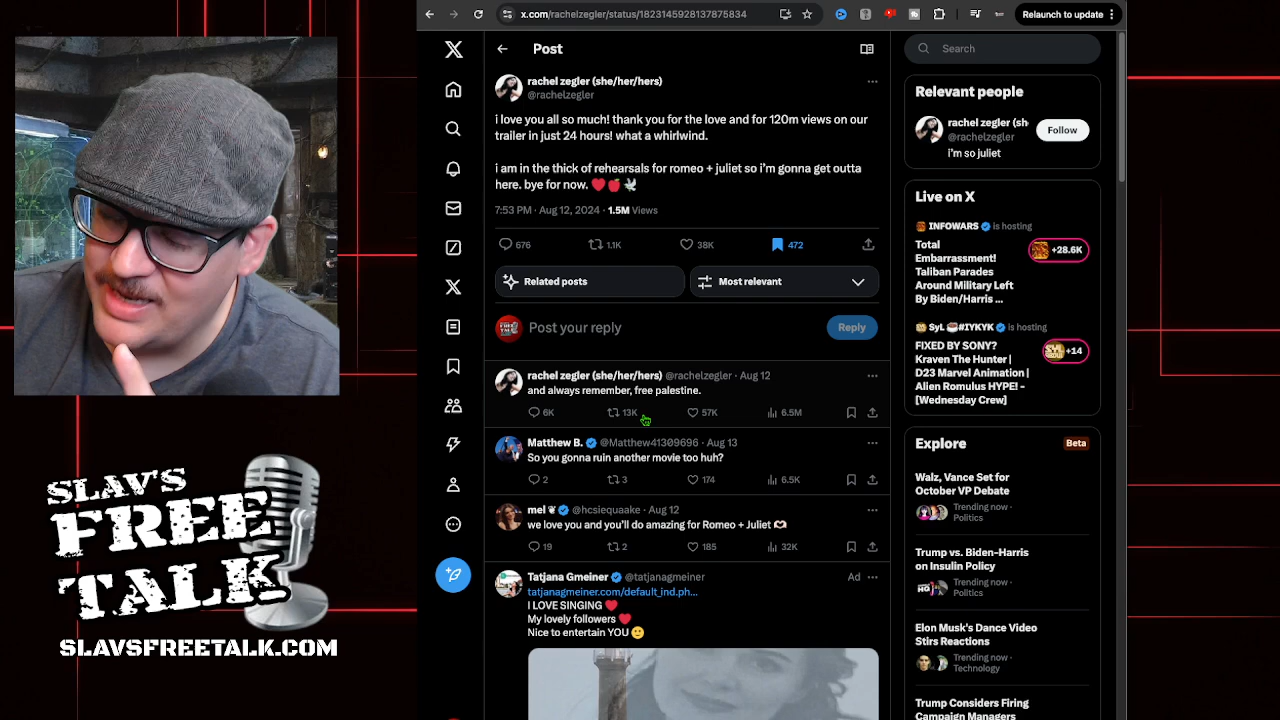 x.com/rachelzegler/status/1823145928137875834
Relaunch to update
Post
rachel zegler (she/her/hers)
@rachelzegler
i love you all so much! thank you for the love and for 120m views on our
trailer in just 24 hours! what a whirlwind.
i am in the thick of rehearsals for romeo + juliet so i'm gonna get outta
here. bye for now. ❤️🍎🕊️
7:53 PM · Aug 12, 2024 · 1.5M Views
676 1.1K 38K 472
Related posts
Most relevant
Post your reply
Reply
rachel zegler (she/her/hers) @rachelzegler · Aug 12
and always remember, free palestine.
6K 13K 57K 6.5M
Matthew B. @Matthew41309696 · Aug 13
So you gonna ruin another movie too huh?
2 3 174 6.5K
mel @hcsiequaake · Aug 12
we love you and you'll do amazing for Romeo + Juliet 🫶🏻
19 2 185 32K
Tatjana Gmeiner @tatjanagmeiner
Ad
tatjanagmeiner.com/default_ind.ph...
I LOVE SINGING ❤️
My lovely followers ❤️
Nice to entertain YOU 🙂
Search
Relevant people
rachel zegler (sh
@rachelzegler
Follow
i'm so juliet
Live on X
INFOWARS is hosting
Total
Embarrassment!
Taliban Parades
Around Military Left
By Biden/Harris ...
+28.6K
SyL #IYKYK is hosting
FIXED BY SONY?
Kraven The Hunter |
D23 Marvel Animation |
Alien Romulus HYPE! -
[Wednesday Crew]
+14
Explore
Beta
Walz, Vance Set for
October VP Debate
Trending now ·
Politics
Trump vs. Biden-Harris
on Insulin Policy
Trending now ·
Politics
Elon Musk's Dance Video
Stirs Reactions
Trending now ·
Technology
Trump Considers Firing
Campaign Managers
SLAV'S
FREE
TALK
SLAVSFREETALK.COM